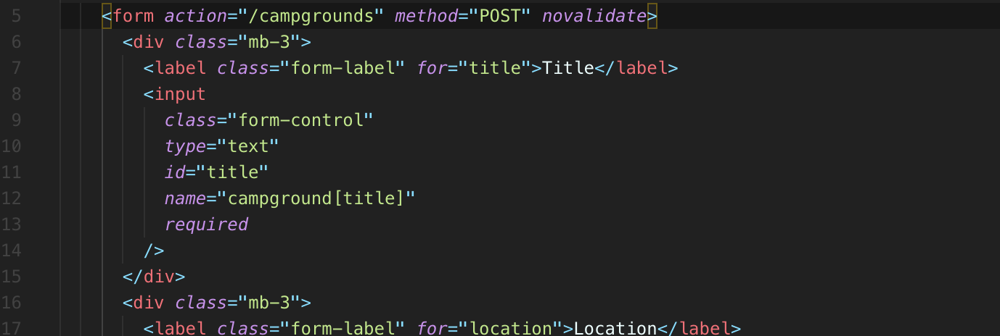 5 <form action="/campgrounds" method="POST" novalidate>
6 <div class="mb-3">
7 <label class="form-label" for="title">Title</label>
8 <input
9 class="form-control"
10 type="text"
11 id="title"
12 name="campground[title]"
13 required
14 />
15 </div>
16 <div class="mb-3">
17 <label class="form-label" for="location">Location</label>